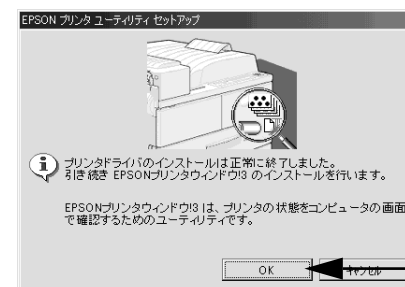 EPSON プリンタ ユーティリティ セットアップ
プリンタドライバのインストールは正常に終了しました。
引き続き EPSONプリンタウィンドウ!3 のインストールを行います。
EPSONプリンタウィンドウ!3 は、プリンタの状態をコンピュータの画面
で確認するためのユーティリティです。
OK
キャンセル